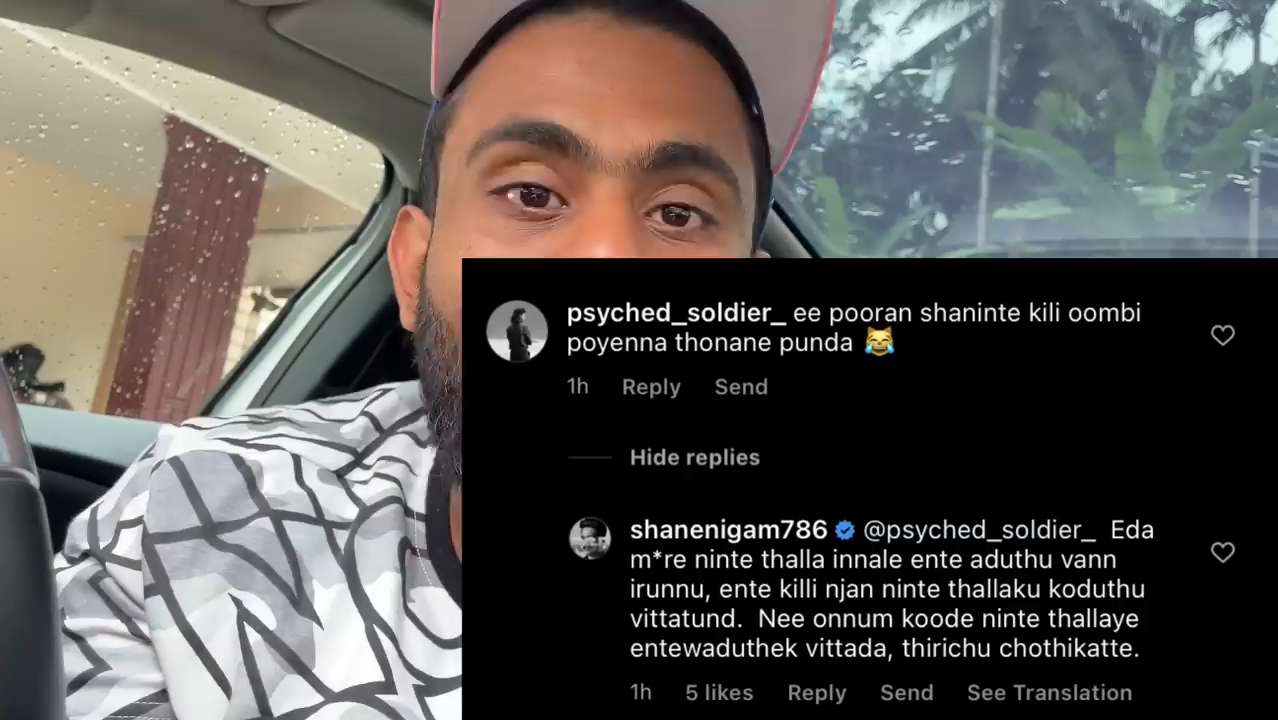 psyched_soldier_ ee pooran shaninte kili oombi
poyenna thonane punda 😹
1h Reply Send
Hide replies
shanenigam786 @psyched_soldier_ Eda
m*re ninte thalla innale ente aduthu vann
irunnu, ente killi njan ninte thallaku koduthu
vittatund. Nee onnum koode ninte thallaye
entewaduthek vittada, thirichu chothikatte.
1h 5 likes Reply Send See Translation